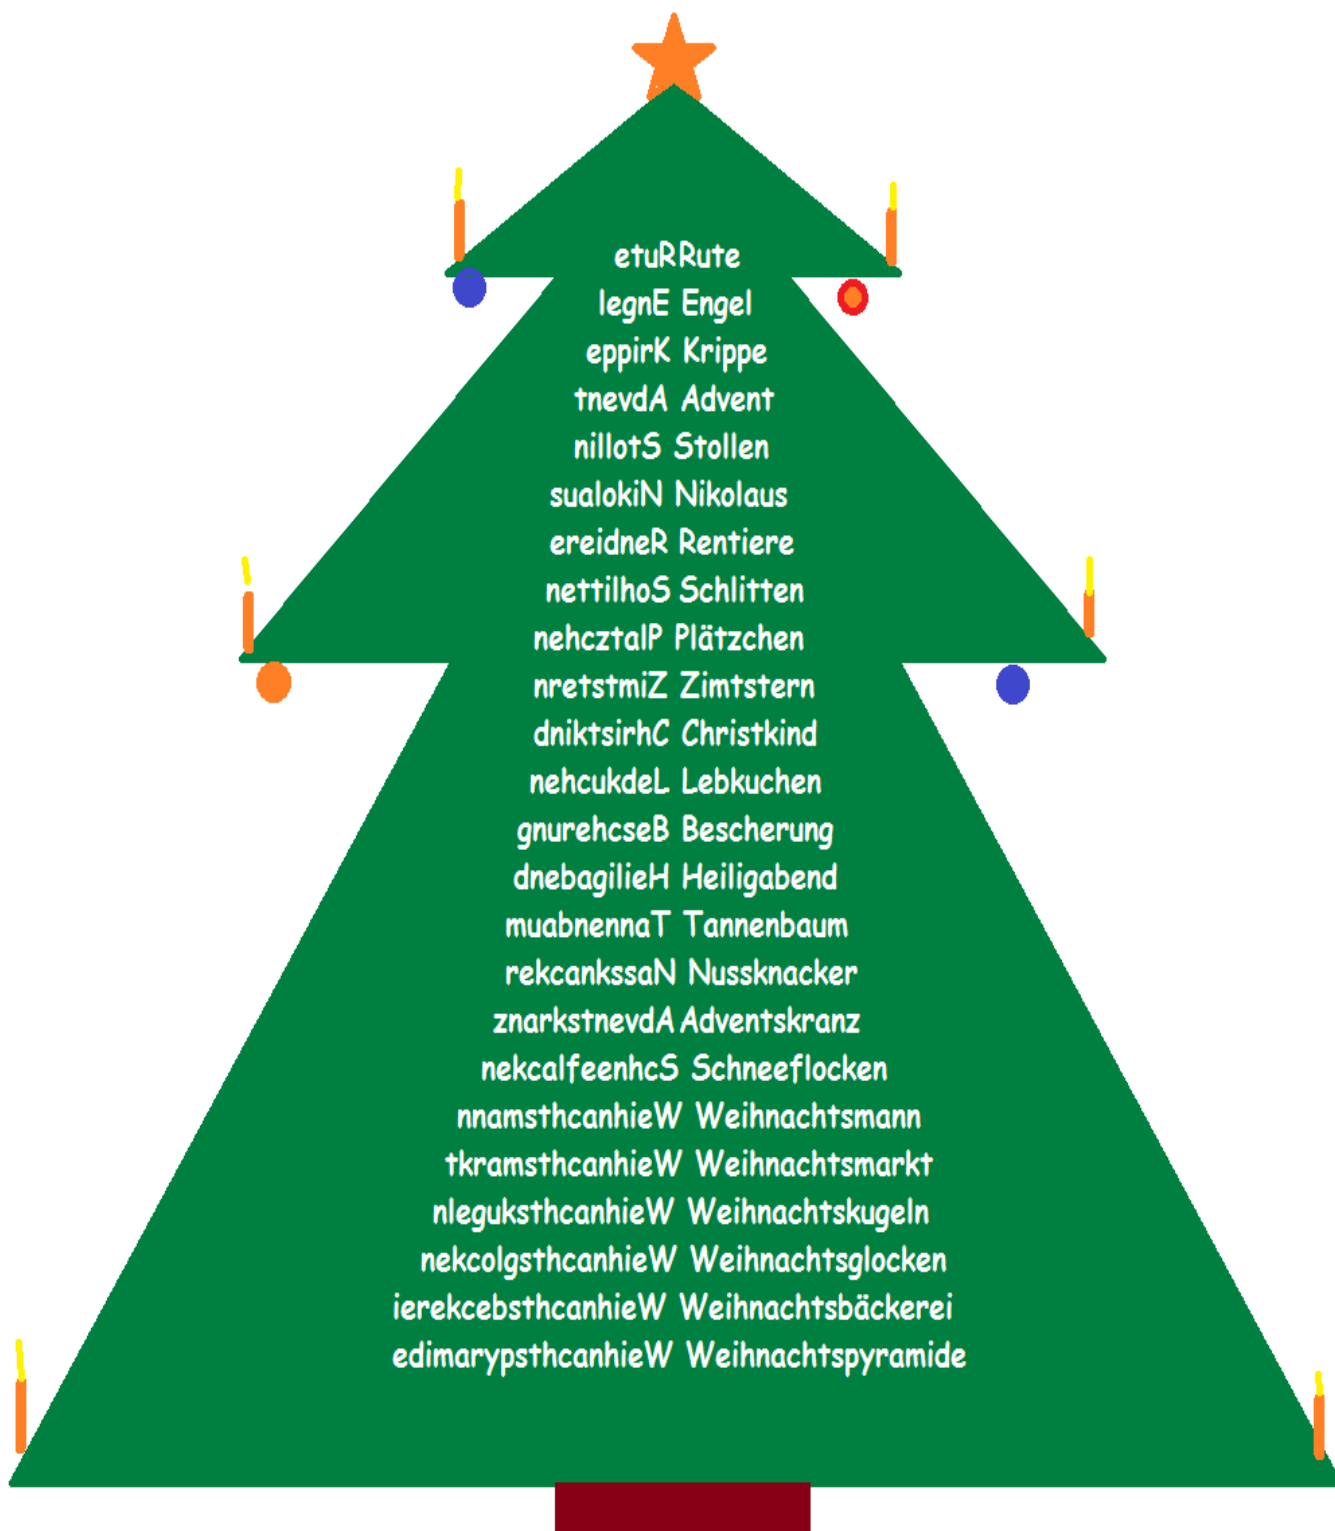 etuRRute
legnE Engel
eppirK Krippe
tnevdA Advent
nillotS Stollen
sualokiN Nikolaus
ereidneR Rentiere
nettilhoS Schlitten
nehcztalP Plätzchen
nretstmiZ Zimtstern
dniktsirhC Christkind
nehcukdeL Lebkuchen
gnurehcseB Bescherung
dnebagilieH Heiligabend
muabnennaT Tannenbaum
rekcankssaN Nussknacker
znarkstnevdA Adventskranz
nekcalfeenhcS Schneeflocken
nnamsthcanhieW Weihnachtsmann
tkramsthcanhieW Weihnachtsmarkt
nleguksthcanhieW Weihnachtskugeln
nekcolgsthcanhieW Weihnachtsglocken
ierekcebsthcanhieW Weihnachtsbäckerei
edimarypsthcanhieW Weihnachtspyramide